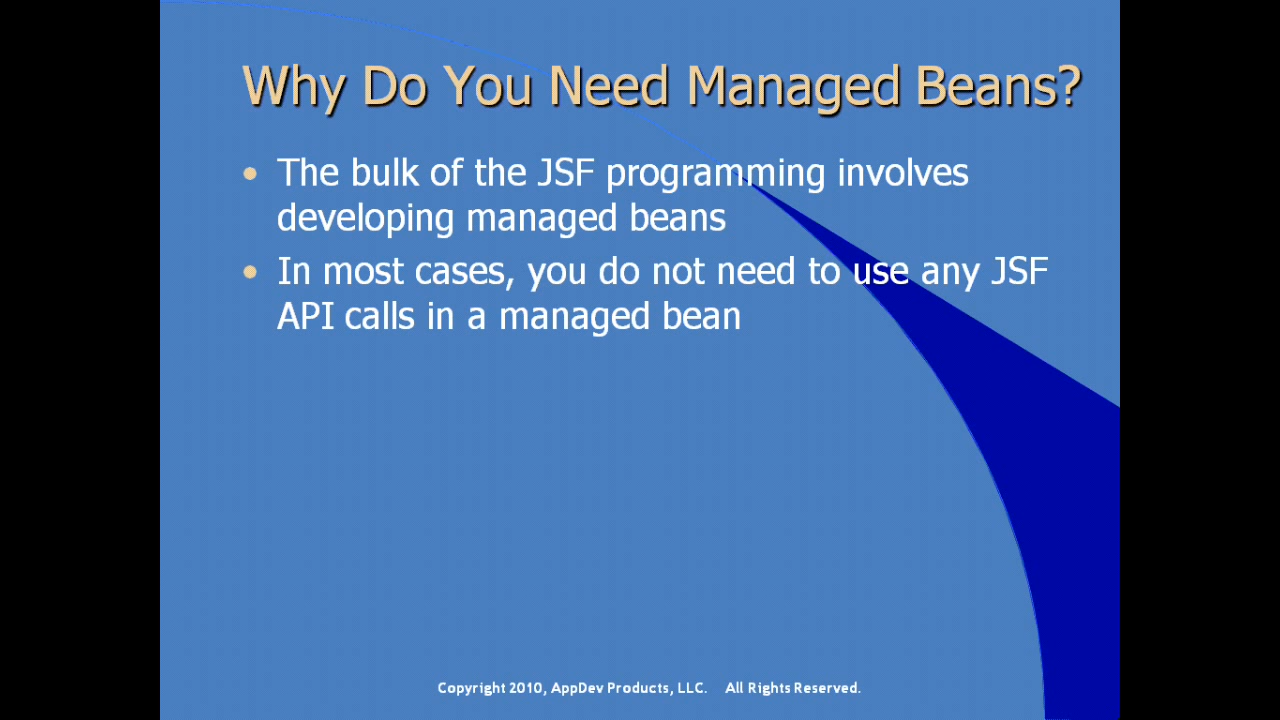 Why Do You Need Managed Beans?
• The bulk of the JSF programming involves
developing managed beans
• In most cases, you do not need to use any JSF
API calls in a managed bean
Copyright 2010, AppDev Products, LLC. All Rights Reserved.